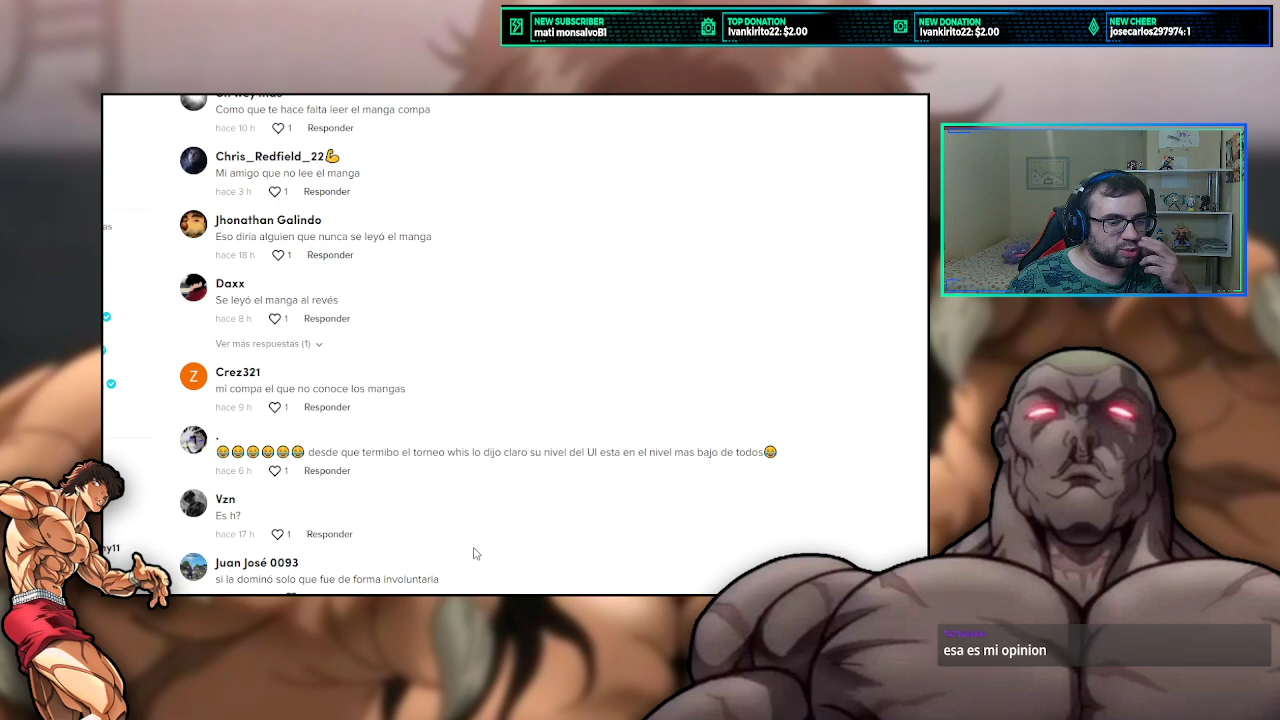 NEW SUBSCRIBER
mati monsalvo81
TOP DONATION
Ivankirito22: $2.00
NEW DONATION
Ivankirito22: $2.00
NEW CHEER
josecarlos297974: 1
Como que te hace falta leer el manga compa
hace 10 h 1 Responder
Chris_Redfield_22💪
Mi amigo que no lee el manga
hace 3 h 1 Responder
Jhonathan Galindo
Eso diría alguien que nunca se leyó el manga
hace 18 h 1 Responder
Daxx
Se leyó el manga al revés
hace 8 h 1 Responder
Ver más respuestas (1)
Z
Crez321
mi compa el que no conoce los mangas
hace 9 h 1 Responder
.
😂😂😂😂😂😂 desde que termibo el torneo whis lo dijo claro su nivel del UI esta en el nivel mas bajo de todos😂
hace 6 h 1 Responder
Vzn
Es h?
hace 17 h 1 Responder
Juan José 0093
si la dominó solo que fue de forma involuntaria
as
ny11
esa es mi opinion